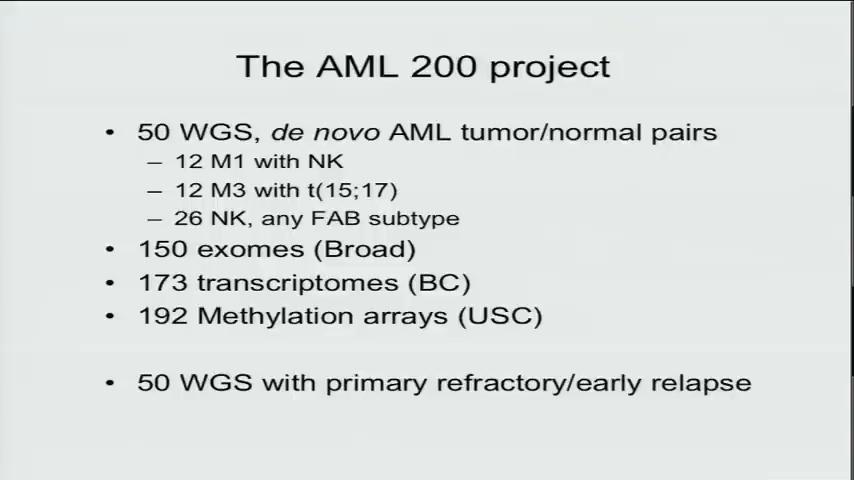 The AML 200 project
• 50 WGS, de novo AML tumor/normal pairs
– 12 M1 with NK
– 12 M3 with t(15;17)
– 26 NK, any FAB subtype
• 150 exomes (Broad)
• 173 transcriptomes (BC)
• 192 Methylation arrays (USC)
• 50 WGS with primary refractory/early relapse